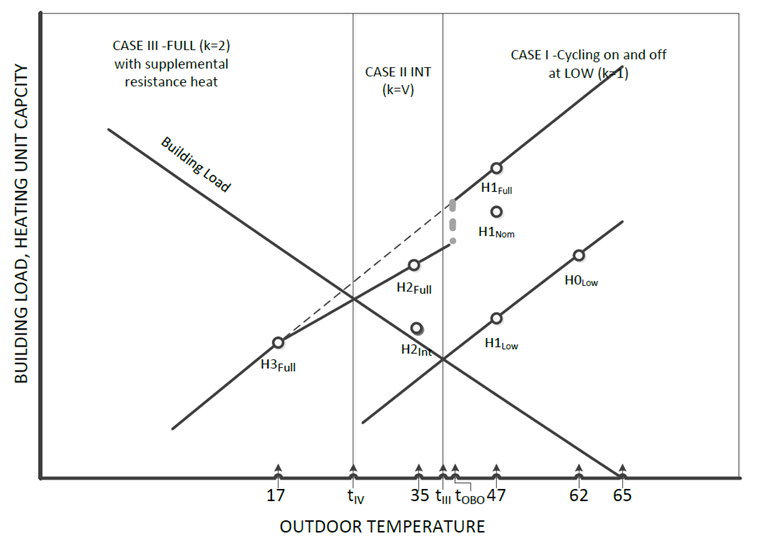 CASE III -FULL (k=2)
with supplemental
resistance heat
CASE II INT
(k=V)
CASE I -Cycling on and off
at LOW (k=1)
BUILDING LOAD, HEATING UNIT CAPCITY
Building Load
H1Full
H1Nom
H0Low
H2Full
H2Int
H1Low
H3Full
17 tIV 35 tIII tOBO 47 62 65
OUTDOOR TEMPERATURE